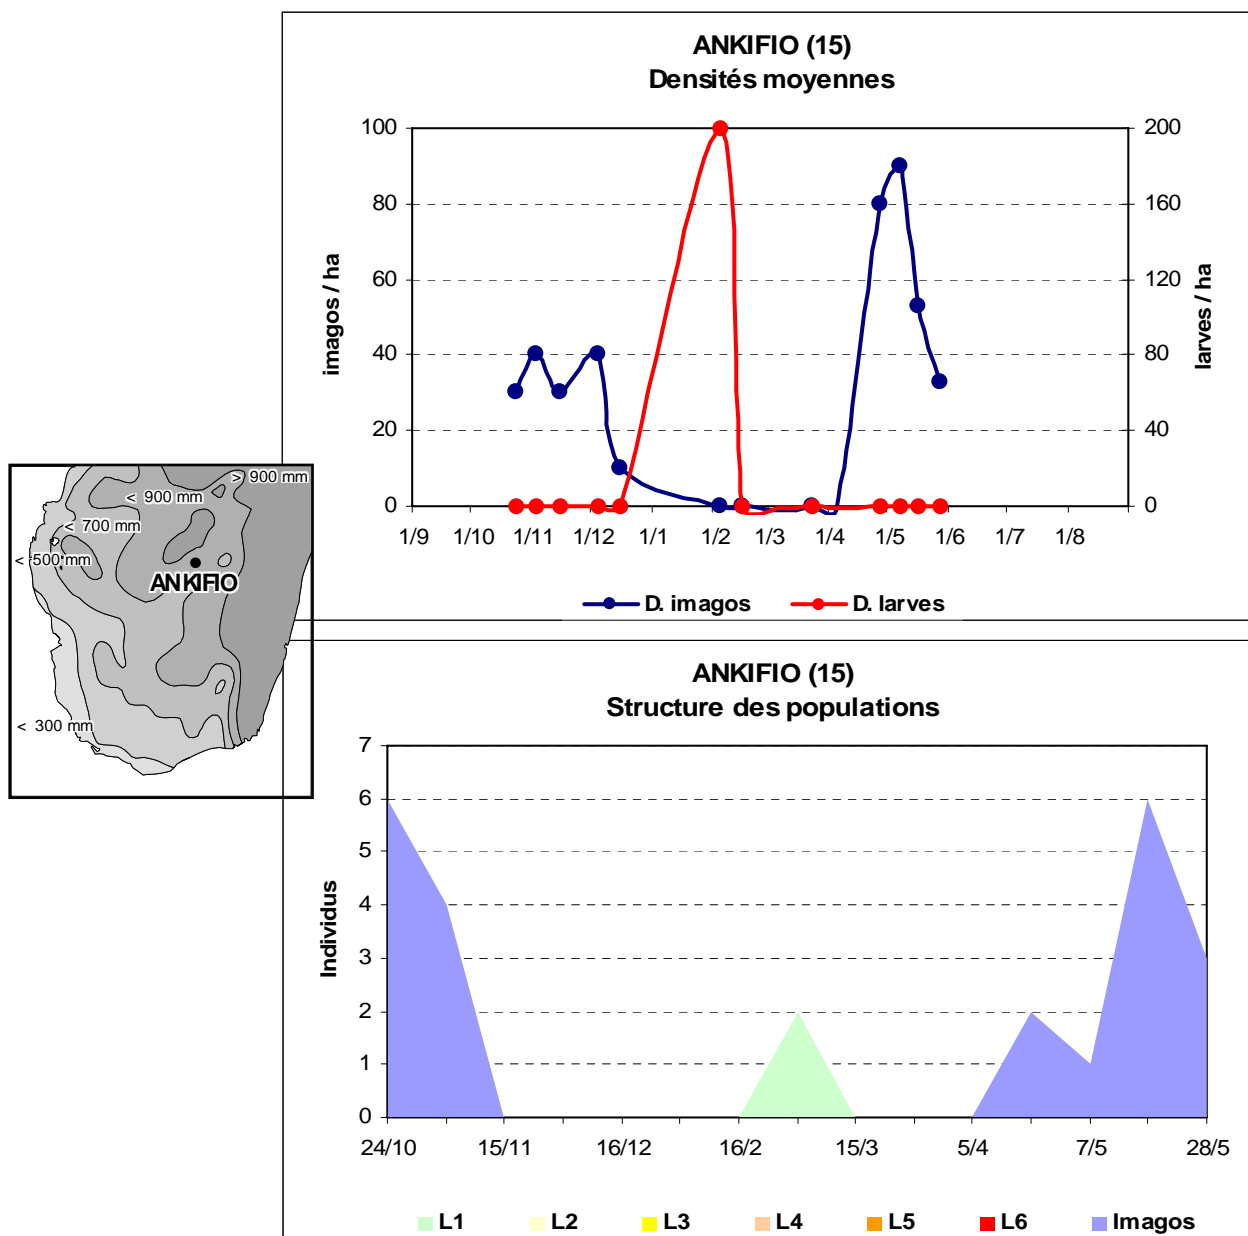 ANKIFIO (15)
Densités moyennes
100
80
60
40
20
0
imagos / ha
200
160
120
80
40
0
larves / ha
1/9 1/10 1/11 1/12 1/1 1/2 1/3 1/4 1/5 1/6 1/7 1/8
D. imagos D. larves
> 900 mm
< 900 mm
< 700 mm
< 500 mm
ANKIFIO
< 300 mm
ANKIFIO (15)
Structure des populations
7
6
5
4
3
2
1
0
Individus
24/10 15/11 16/12 16/2 15/3 5/4 7/5 28/5
L1 L2 L3 L4 L5 L6 Imagos